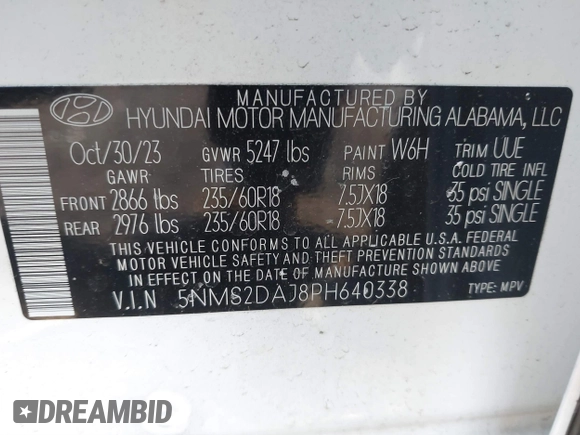 MANUFACTURED BY
HYUNDAI MOTOR MANUFACTURING ALABAMA, LLC
Oct/30/23 GVWR 5247 lbs PAINT W6H TRIM UUE
GAWR TIRES RIMS COLD TIRE INFL
FRONT 2866 lbs 235/60R18 7.5JX18 35 psi SINGLE
REAR 2976 lbs 235/60R18 7.5JX18 35 psi SINGLE
THIS VEHICLE CONFORMS TO ALL APPLICABLE U.S.A. FEDERAL
MOTOR VEHICLE SAFETY AND THEFT PREVENTION STANDARDS
IN EFFECT ON THE DATE OF MANUFACTURE SHOWN ABOVE.
V.I.N 5NMS2DAJ8PH640338 TYPE: MPV
DREAMBID